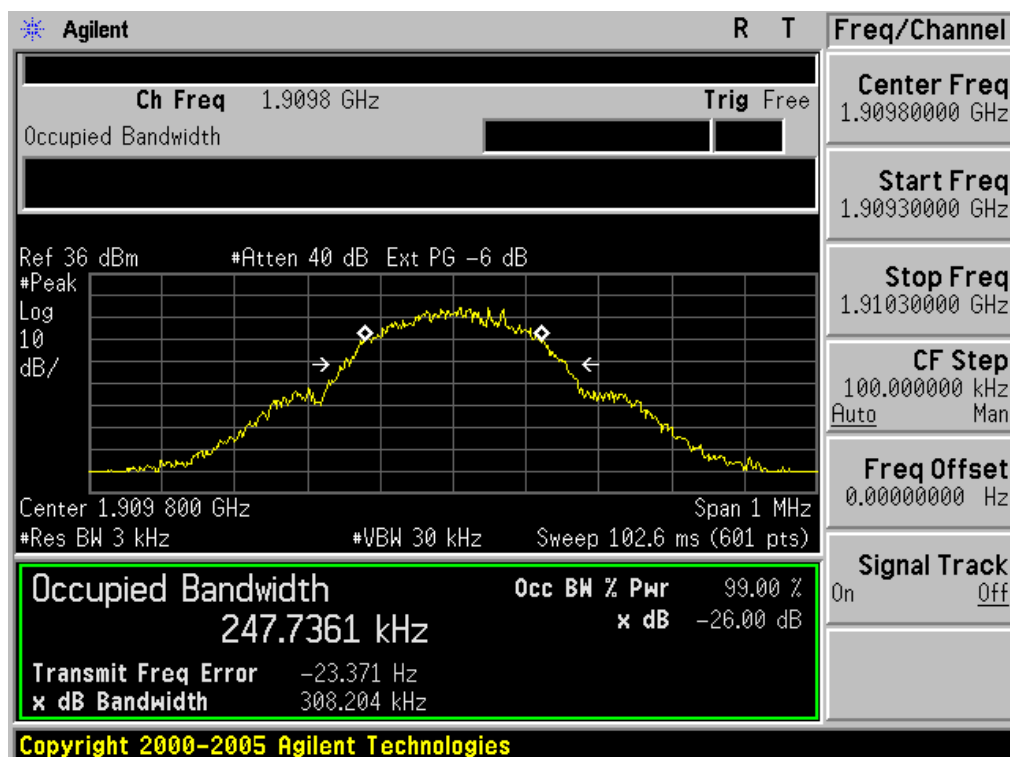 Agilent R T Freq/Channel
Ch Freq 1.9098 GHz Trig Free
Occupied Bandwidth
Center Freq
1.90980000 GHz
Start Freq
1.90930000 GHz
Stop Freq
1.91030000 GHz
CF Step
100.000000 kHz
Auto Man
Freq Offset
0.00000000 Hz
Signal Track
On Off
Ref 36 dBm #Atten 40 dB Ext PG -6 dB
#Peak
Log
10
dB/
Center 1.909 800 GHz Span 1 MHz
#Res BW 3 kHz #VBW 30 kHz Sweep 102.6 ms (601 pts)
Occupied Bandwidth
247.7361 kHz
Occ BW % Pwr 99.00 %
x dB -26.00 dB
Transmit Freq Error -23.371 Hz
x dB Bandwidth 308.204 kHz
Copyright 2000-2005 Agilent Technologies